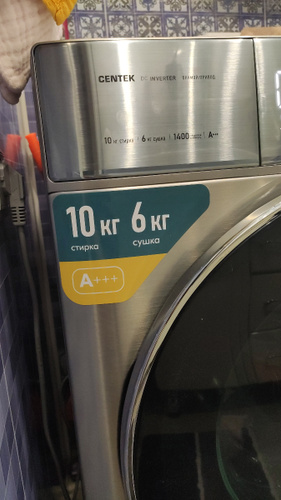 CENTEK DC INVERTER
10 кг стирка 6 кг сушка 1400 A+++
10 кг 6 кг
стирка сушка
A+++